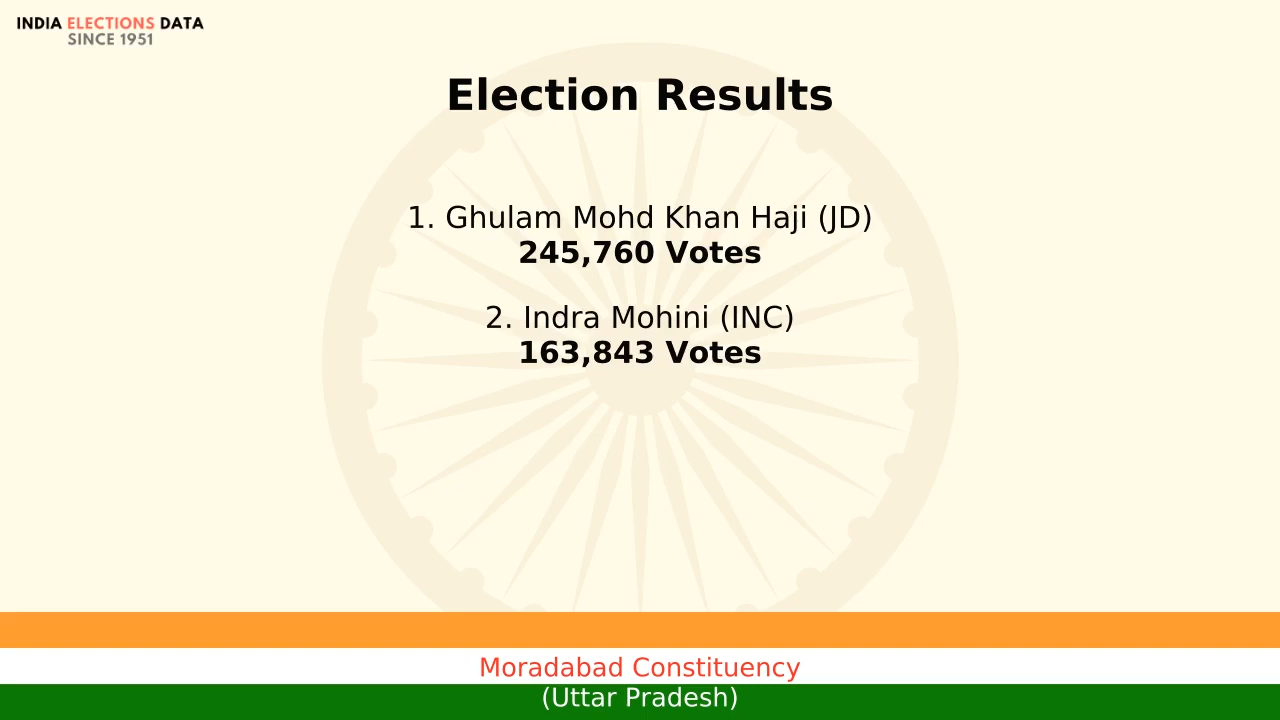 INDIA ELECTIONS DATA
SINCE 1951
Election Results
1. Ghulam Mohd Khan Haji (JD)
245,760 Votes
2. Indra Mohini (INC)
163,843 Votes
Moradabad Constituency
(Uttar Pradesh)